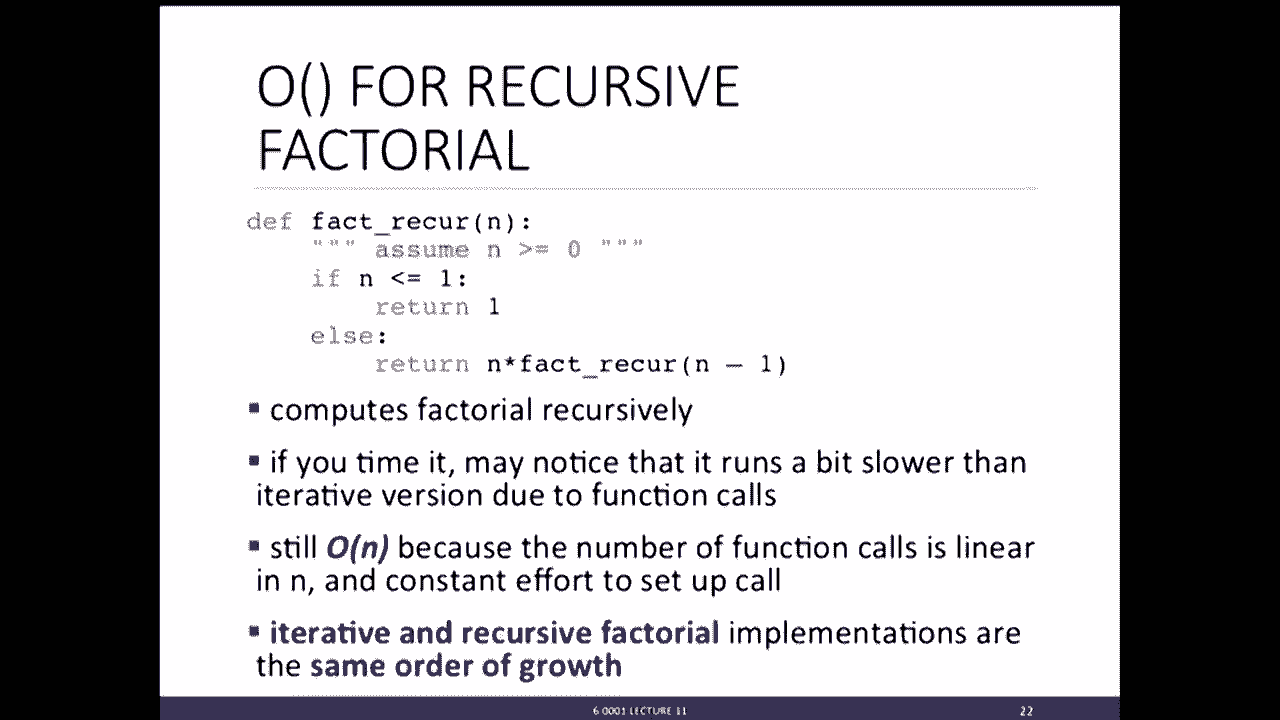 O() FOR RECURSIVE
FACTORIAL
def fact_recur(n):
""" assume n >= 0 """
if n <= 1:
return 1
else:
return n*fact_recur(n – 1)
▪ computes factorial recursively
▪ if you time it, may notice that it runs a bit slower than
iterative version due to function calls
▪ still O(n) because the number of function calls is linear
in n, and constant effort to set up call
▪ iterative and recursive factorial implementations are
the same order of growth
6.0001 LECTURE 11
22